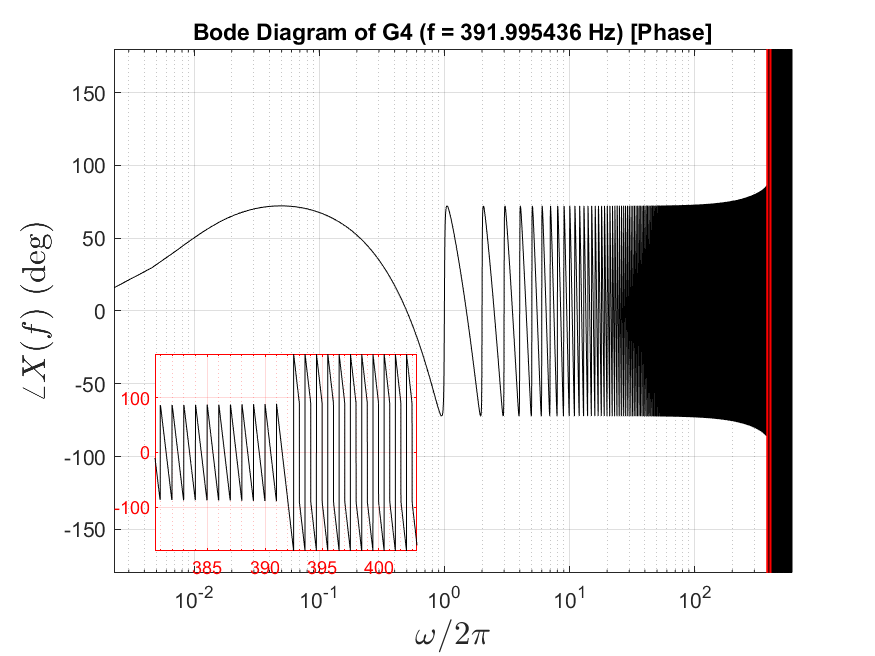 Bode Diagram of G4 (f = 391.995436 Hz) [Phase]
150
100
50
0
-50
-100
-150
∠X(f) (deg)
100
0
-100
385 390 395 400
10^-2 10^-1 10^0 10^1 10^2
ω/2π